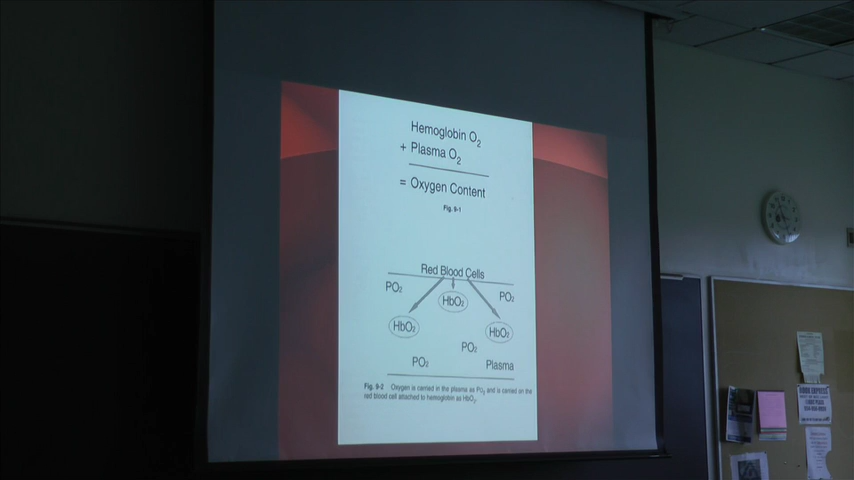 Hemoglobin O2
+ Plasma O2
= Oxygen Content
Fig. 9-1
Red Blood Cells
PO2 HbO2 PO2
HbO2 HbO2
PO2
PO2 Plasma
Fig. 9-2 Oxygen is carried in the plasma as PO2 and is carried on the
red blood cell attached to hemoglobin as HbO2.